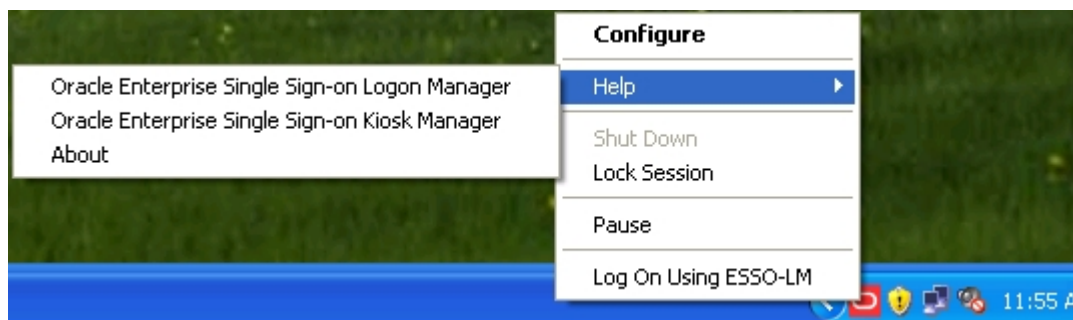 Configure
Help
Oracle Enterprise Single Sign-on Logon Manager
Oracle Enterprise Single Sign-on Kiosk Manager
About
Shut Down
Lock Session
Pause
Log On Using ESSO-LM
11:55 A